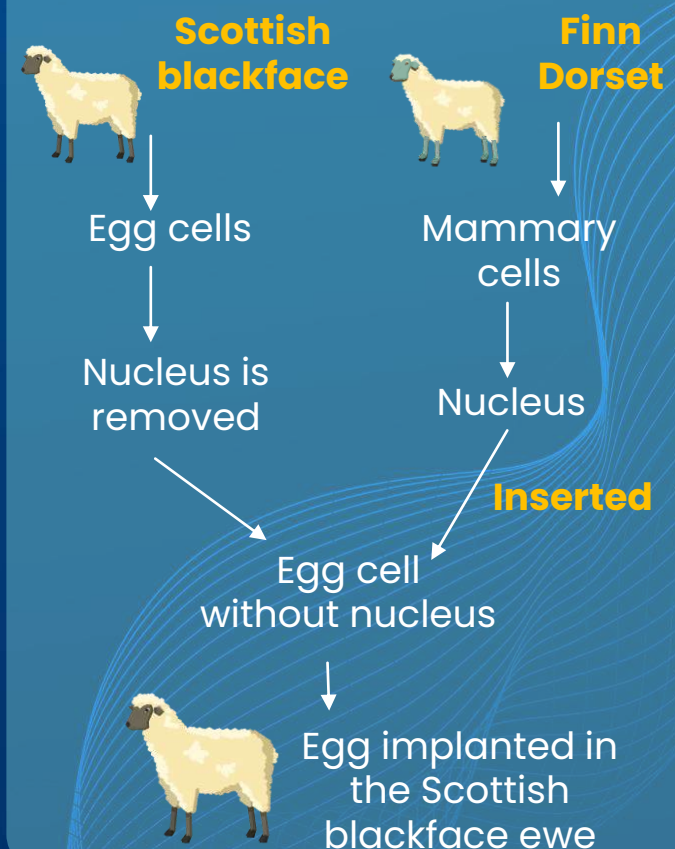 Scottish
blackface
Finn
Dorset
Egg cells
Mammary
cells
Nucleus is
removed
Nucleus
Inserted
Egg cell
without nucleus
Egg implanted in
the Scottish
blackface ewe